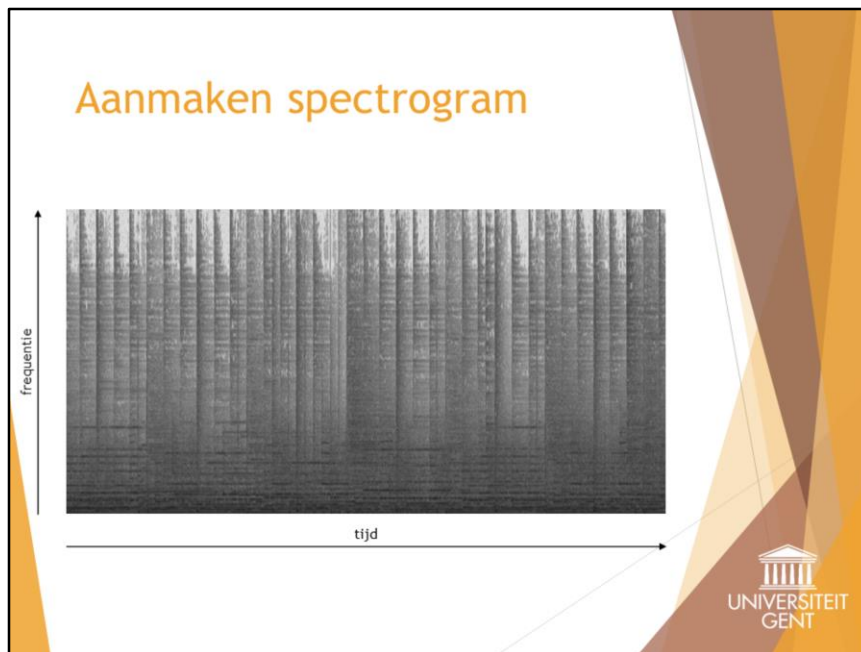 Aanmaken spectrogram
frequentie
tijd
UNIVERSITEIT
GENT